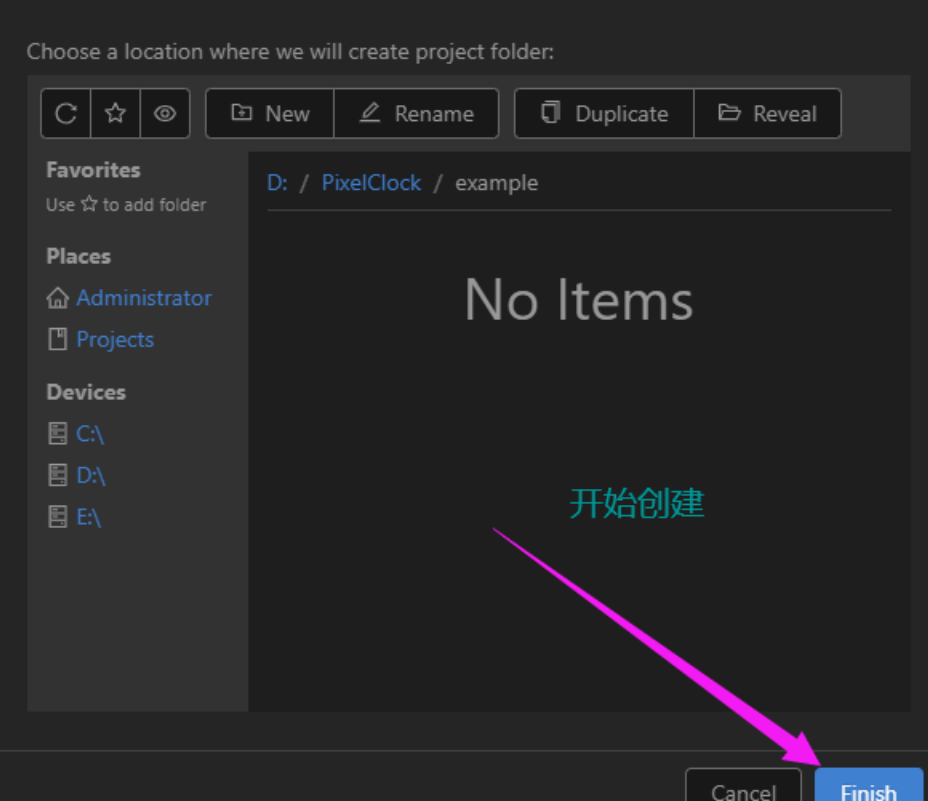 Choose a location where we will create project folder:
New Rename Duplicate Reveal
Favorites
Use ☆ to add folder
Places
Administrator
Projects
Devices
C:\
D:\
E:\
D: / PixelClock / example
No Items
开始创建
Cancel Finish